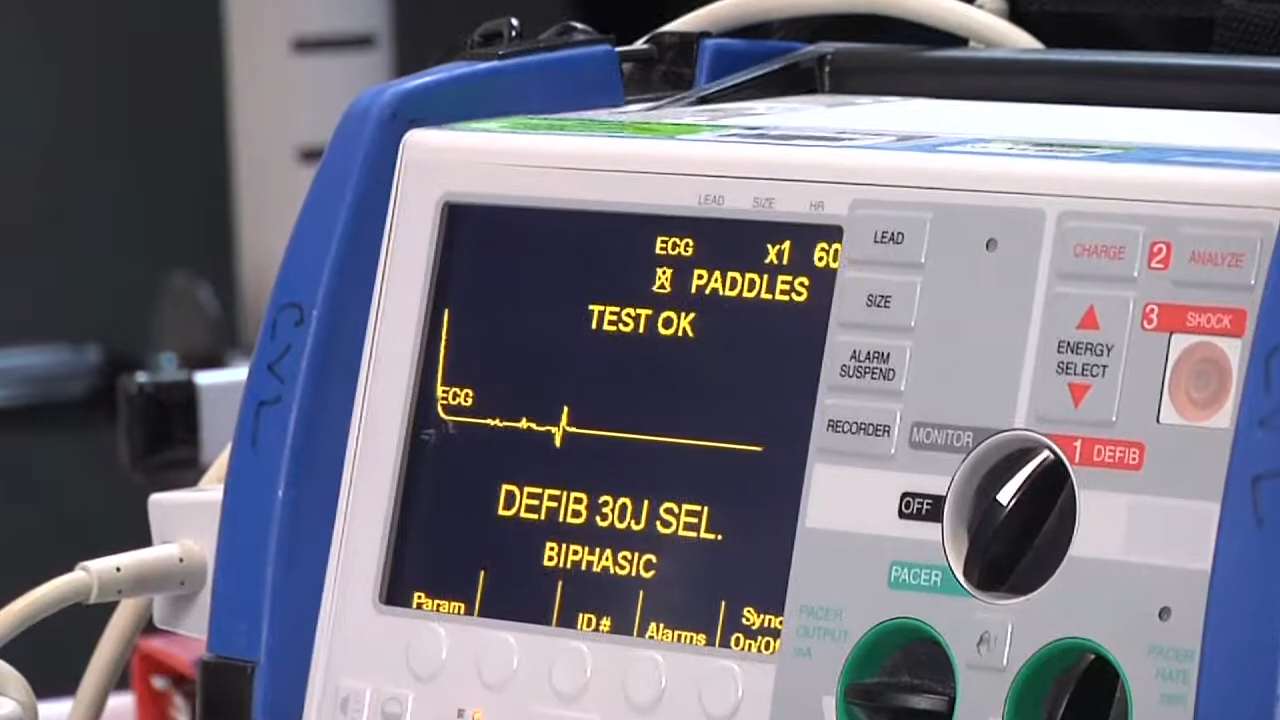 LEAD SIZE HR
ECG x1 60
PADDLES
TEST OK
ECG
DEFIB 30J SEL.
BIPHASIC
Param
ID#
Alarms
Sync
On/Of
LEAD
SIZE
ALARM
SUSPEND
RECORDER
CHARGE
2 ANALYZE
3 SHOCK
ENERGY
SELECT
MONITOR
1 DEFIB
OFF
PACER
PACER
OUTPUT
mA
PACER
RATE
CVL